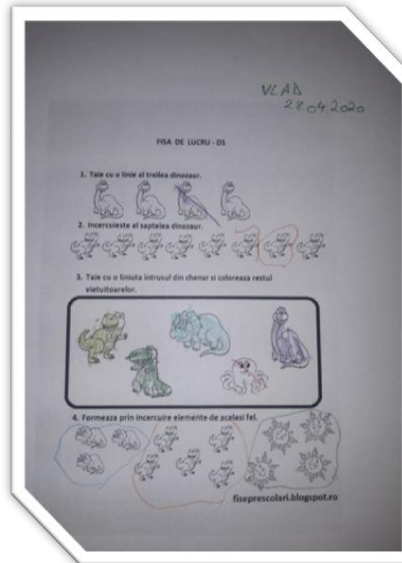 VLAD
28.04.2020
FISA DE LUCRU - DS
1. Taie cu o linie al treilea dinozaur.
2. Incercuieste al saptelea dinozaur.
3. Taie cu o liniuta intrusul din chenar si coloreaza restul
vietuitoarelor.
4. Formeaza prin incercuire elemente de acelasi fel.
fiseprescolari.blogspot.ro